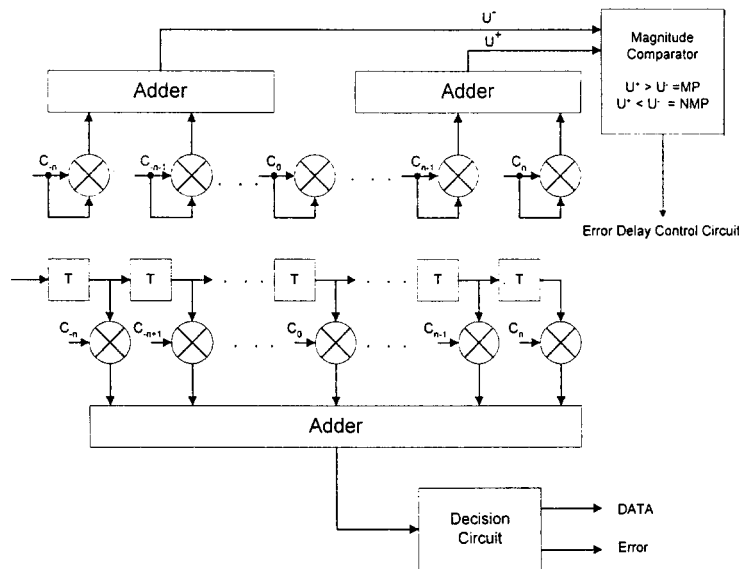 U⁻
U⁺
Magnitude
Comparator
U⁺ > U⁻ =MP
U⁺ < U⁻ = NMP
Adder
Adder
C₋ₙ
C₋ₙ₋₁
C₀
Cₙ₋₁
Cₙ
Error Delay Control Circuit
T
T
T
T
T
C₋ₙ
C₋ₙ₊₁
C₀
Cₙ₋₁
Cₙ
Adder
Decision
Circuit
DATA
Error